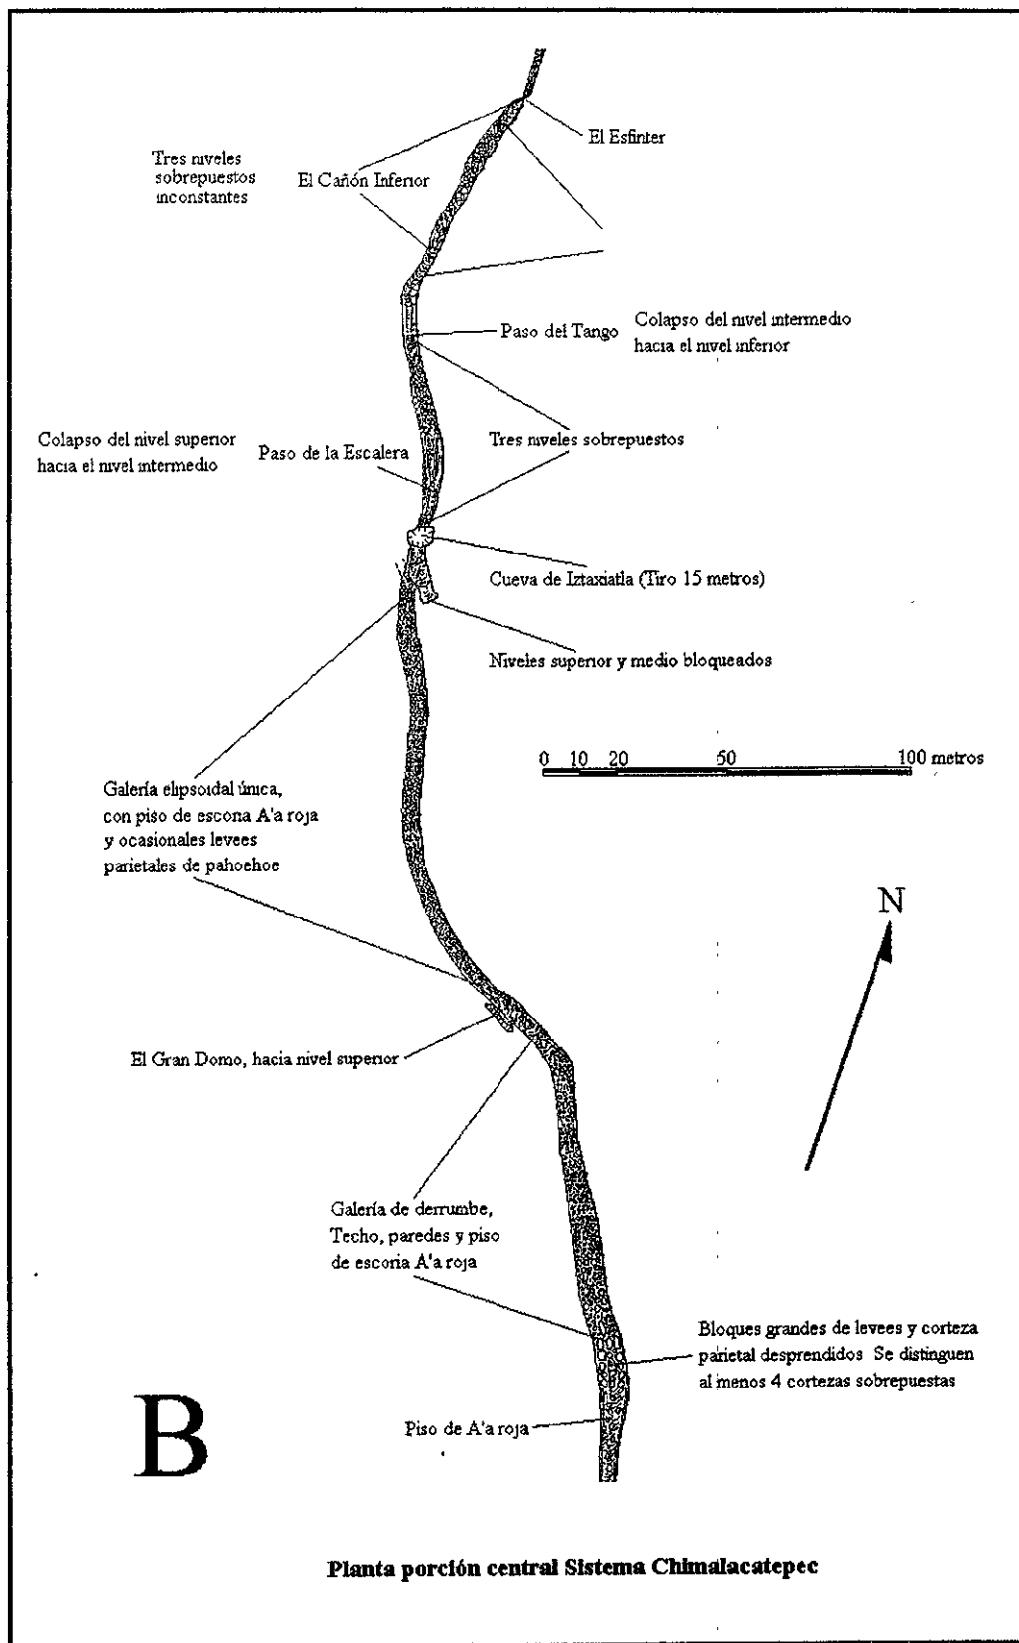 El Esfinter
Tres niveles
sobrepuestos
inconstantes
El Cañón Inferior
Paso del Tango
Colapso del nivel intermedio
hacia el nivel inferior
Colapso del nivel superior
hacia el nivel intermedio
Paso de la Escalera
Tres niveles sobrepuestos
Cueva de Iztaxiatla (Tiro 15 metros)
Niveles superior y medio bloqueados
0 10 20 50 100 metros
Galería elipsoidal única,
con piso de escoria A'a roja
y ocasionales levees
parietales de pahoehoe
N
El Gran Domo, hacia nivel superior
Galería de derrumbe,
Techo, paredes y piso
de escoria A'a roja
Bloques grandes de levees y corteza
parietal desprendidos Se distinguen
al menos 4 cortezas sobrepuestas
Piso de A'a roja
B
Planta porción central Sistema Chimalacatepec